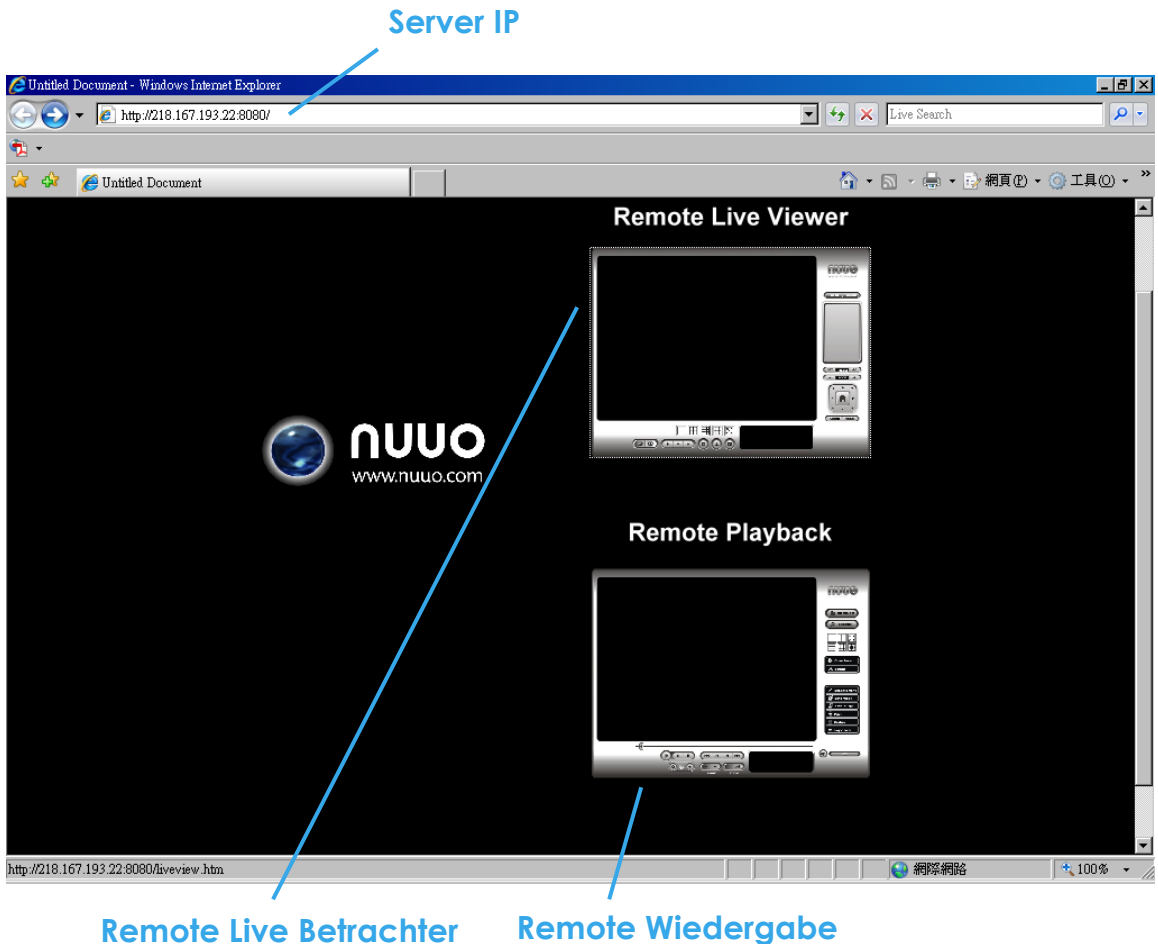 Server IP
Untitled Document - Windows Internet Explorer
http://218.167.193.22:8080/
Live Search
Untitled Document
網頁(P)
工具(O)
Remote Live Viewer
nuuo
nuuo
www.nuuo.com
Remote Playback
nuuo
http://218.167.193.22:8080/liveview.htm
網際網路
100%
Remote Live Betrachter
Remote Wiedergabe